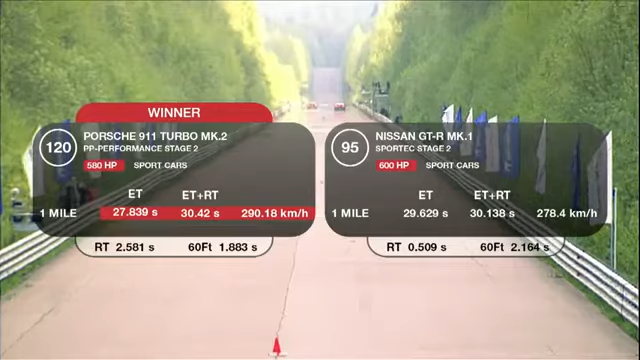 WINNER
120
PORSCHE 911 TURBO MK.2
PP-PERFORMANCE STAGE 2
580 HP SPORT CARS
ET ET+RT
1 MILE 27.839 s 30.42 s 290.18 km/h
RT 2.581 s 60Ft 1.883 s
95
NISSAN GT-R MK.1
SPORTEC STAGE 2
600 HP SPORT CARS
ET ET+RT
1 MILE 29.629 s 30.138 s 278.4 km/h
RT 0.509 s 60Ft 2.164 s